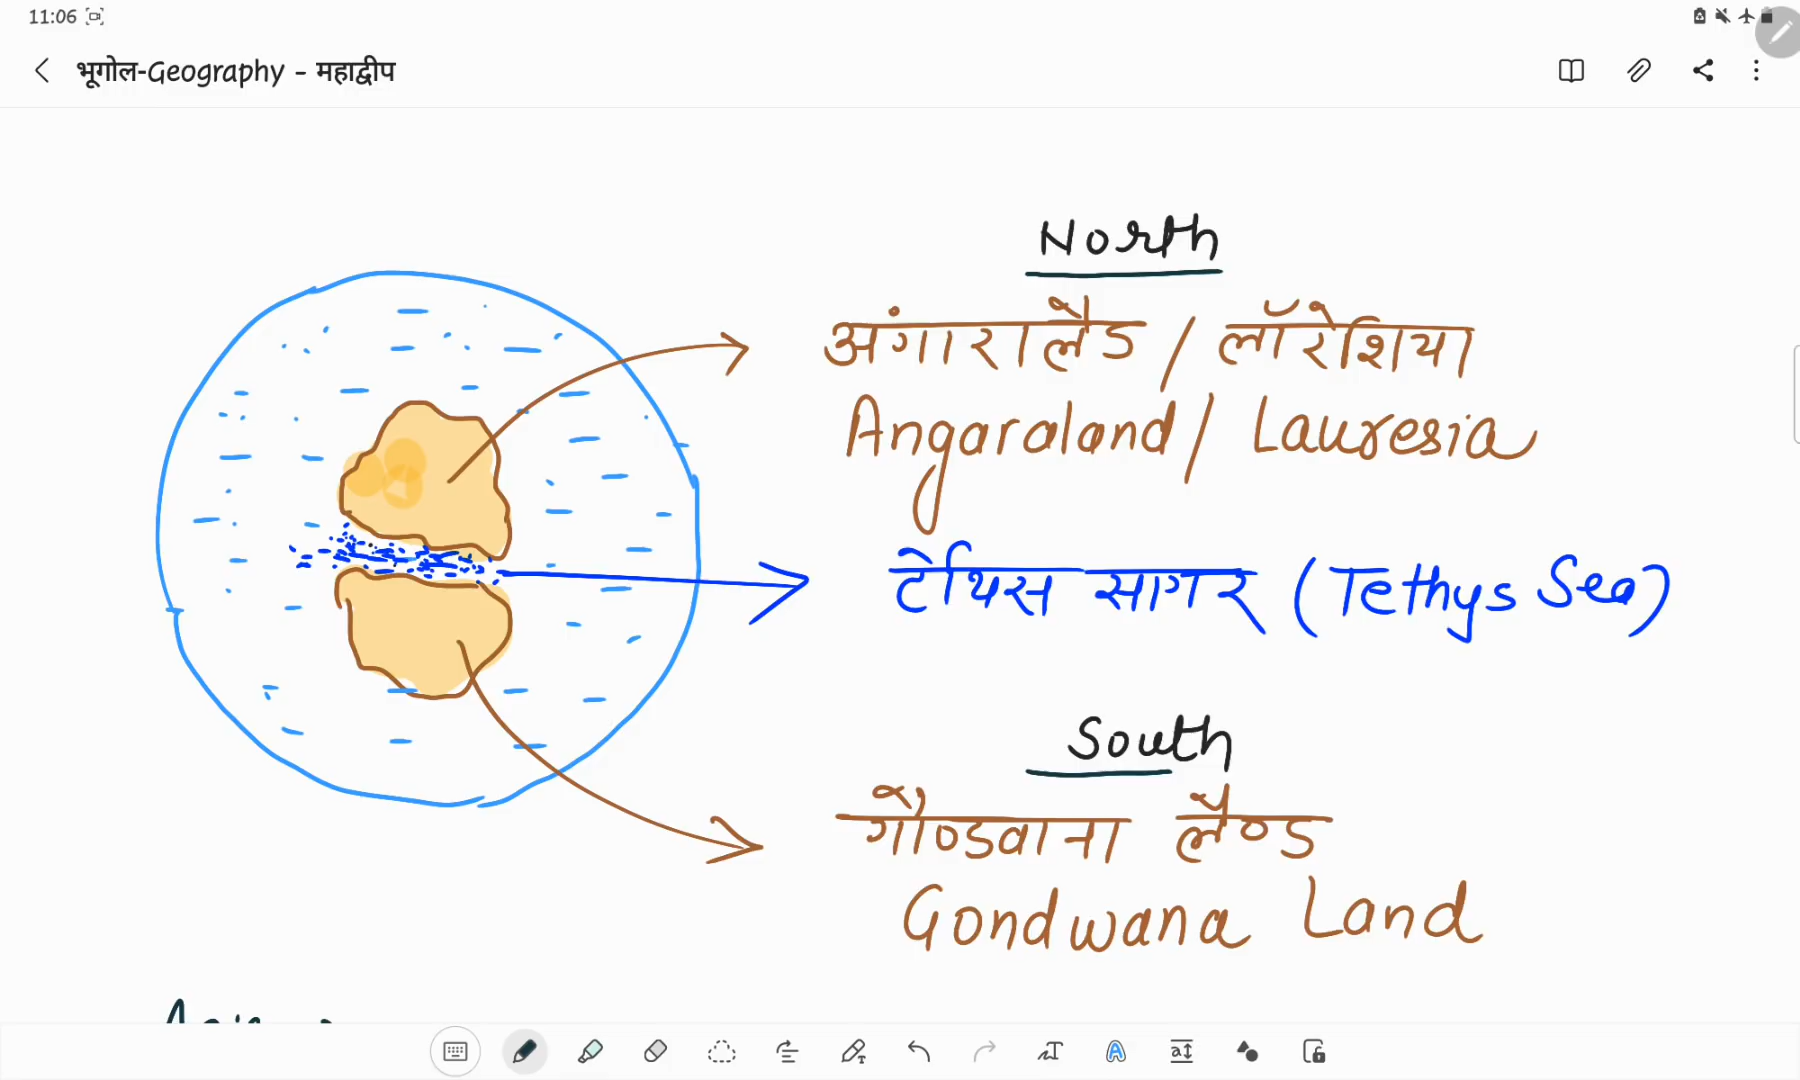 11:06
भूगोल-Geography - महाद्वीप
North
अंगारालैंड / लॉरेशिया
Angaraland / Lauresia
टेथिस सागर (Tethys Sea)
South
गौण्डवाना लैण्ड
Gondwana Land